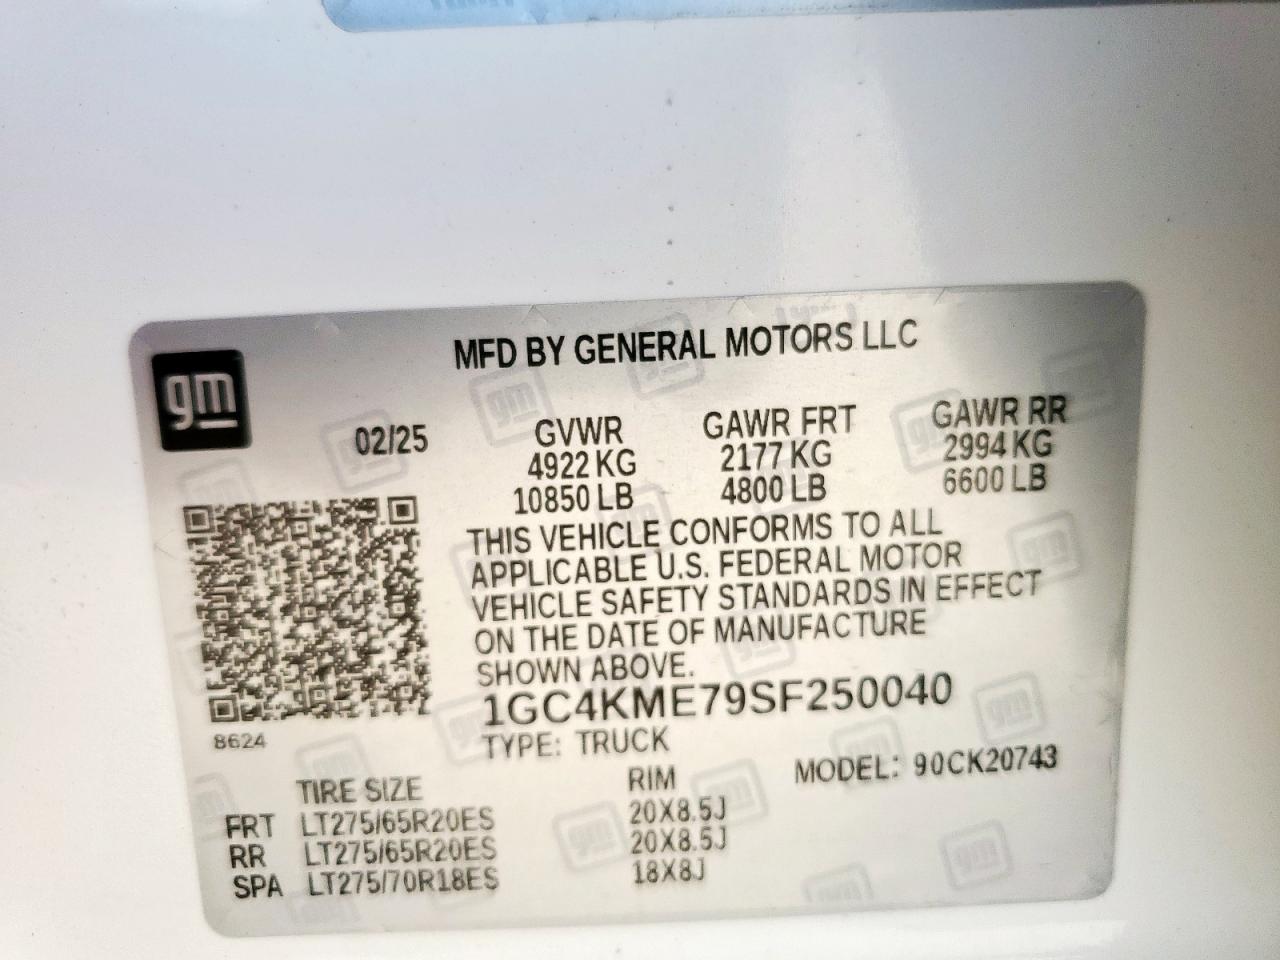 MFD BY GENERAL MOTORS LLC
gm
02/25 GVWR GAWR FRT GAWR RR
4922 KG 2177 KG 2994 KG
10850 LB 4800 LB 6600 LB
THIS VEHICLE CONFORMS TO ALL
APPLICABLE U.S. FEDERAL MOTOR
VEHICLE SAFETY STANDARDS IN EFFECT
ON THE DATE OF MANUFACTURE
SHOWN ABOVE.
1GC4KME79SF250040
8624
TYPE: TRUCK MODEL: 90CK20743
TIRE SIZE RIM
FRT LT275/65R20ES 20X8.5J
RR LT275/65R20ES 20X8.5J
SPA LT275/70R18ES 18X8J